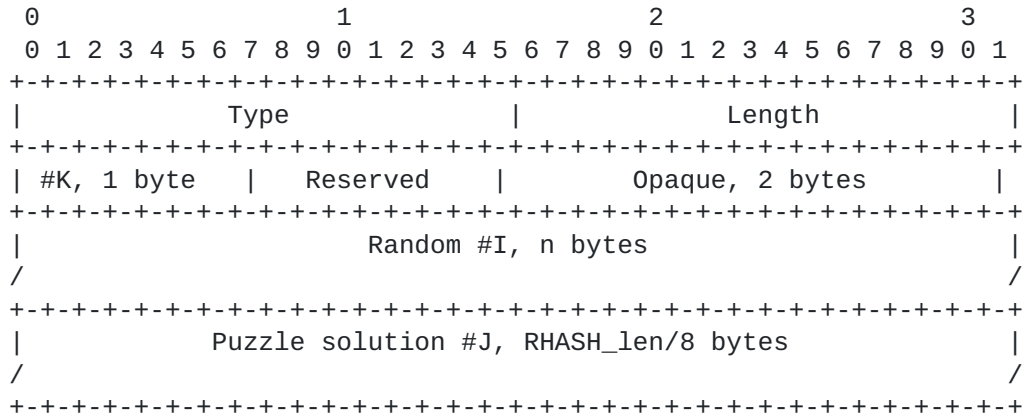 0                   1                   2                   3
 0 1 2 3 4 5 6 7 8 9 0 1 2 3 4 5 6 7 8 9 0 1 2 3 4 5 6 7 8 9 0 1
+-+-+-+-+-+-+-+-+-+-+-+-+-+-+-+-+-+-+-+-+-+-+-+-+-+-+-+-+-+-+-+-+
|             Type              |             Length            |
+-+-+-+-+-+-+-+-+-+-+-+-+-+-+-+-+-+-+-+-+-+-+-+-+-+-+-+-+-+-+-+-+
| #K, 1 byte   |   Reserved    |        Opaque, 2 bytes        |
+-+-+-+-+-+-+-+-+-+-+-+-+-+-+-+-+-+-+-+-+-+-+-+-+-+-+-+-+-+-+-+-+
|                      Random #I, n bytes                       |
/                                                               /
+-+-+-+-+-+-+-+-+-+-+-+-+-+-+-+-+-+-+-+-+-+-+-+-+-+-+-+-+-+-+-+-+
|            Puzzle solution #J, RHASH_len/8 bytes              |
/                                                               /
+-+-+-+-+-+-+-+-+-+-+-+-+-+-+-+-+-+-+-+-+-+-+-+-+-+-+-+-+-+-+-+-+